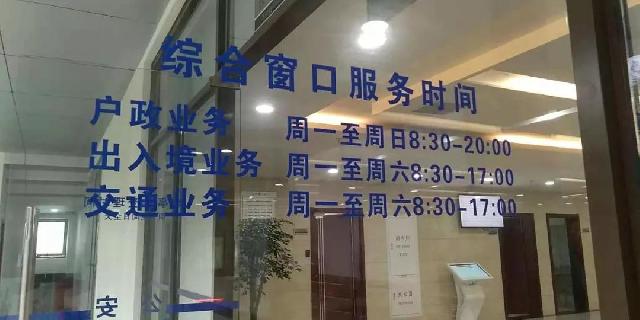 综合窗口服务时间
户政业务 周一至周日8:30-20:00
出入境业务 周一至周六8:30-17:00
交通业务 周一至周六8:30-17:00
安 公